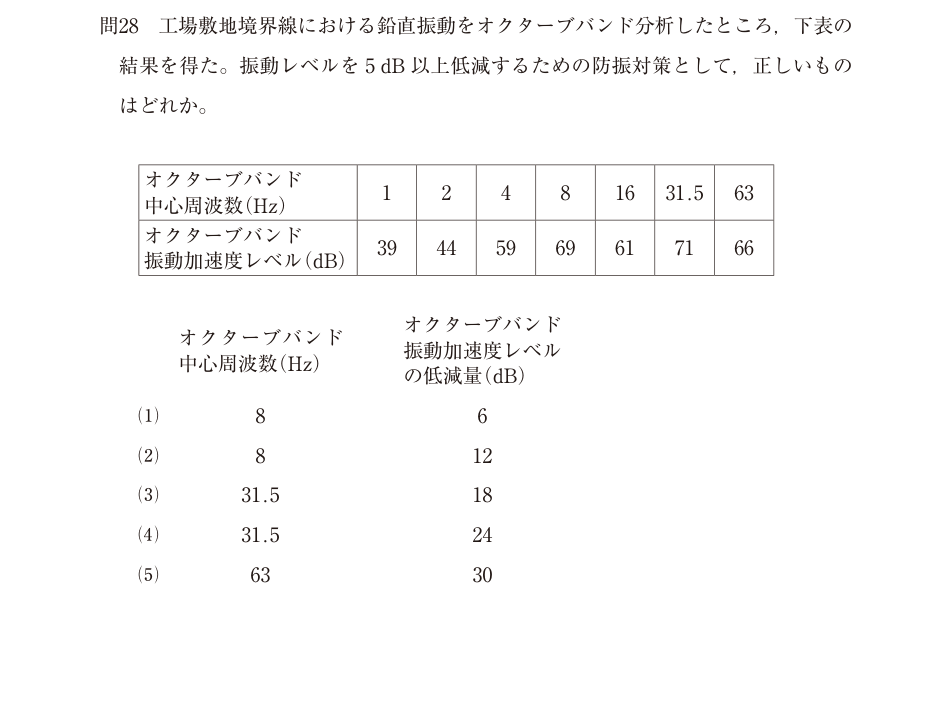 問28　工場敷地境界線における鉛直振動をオクターブバンド分析したところ，下表の
結果を得た。振動レベルを 5 dB 以上低減するための防振対策として，正しいもの
はどれか。
オクターブバンド
中心周波数(Hz) 1 2 4 8 16 31.5 63
オクターブバンド
振動加速度レベル(dB) 39 44 59 69 61 71 66
オクターブバンド
中心周波数(Hz)
オクターブバンド
振動加速度レベル
の低減量(dB)
(1) 8 6
(2) 8 12
(3) 31.5 18
(4) 31.5 24
(5) 63 30